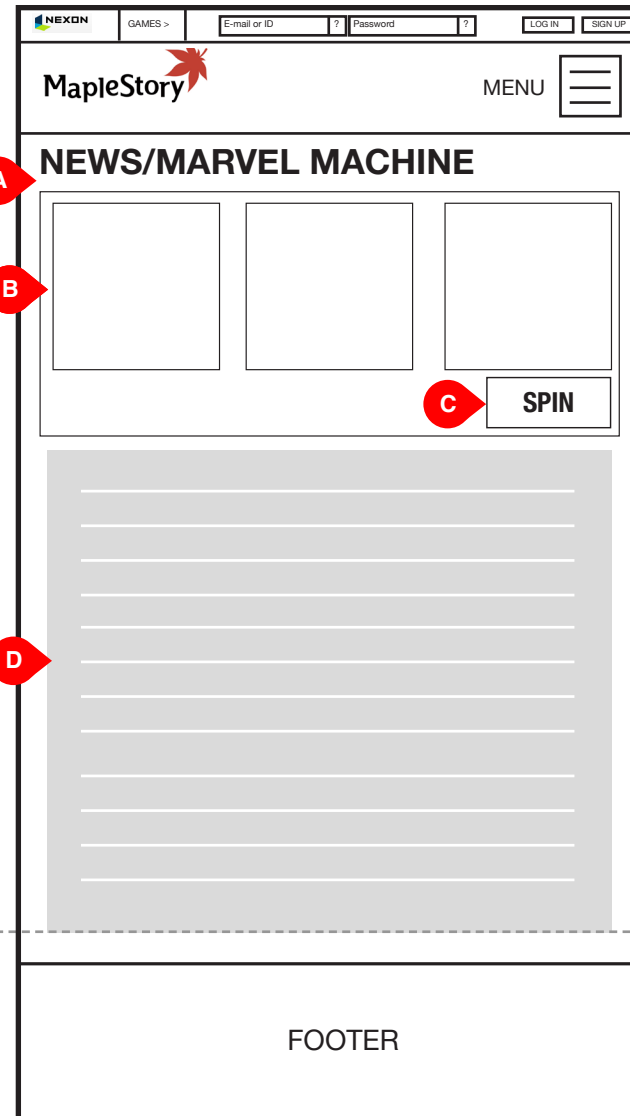 NEXON GAMES > E-mail or ID ? Password ? LOG IN SIGN UP
MapleStory MENU
A
NEWS/MARVEL MACHINE
B
C SPIN
D
FOOTER